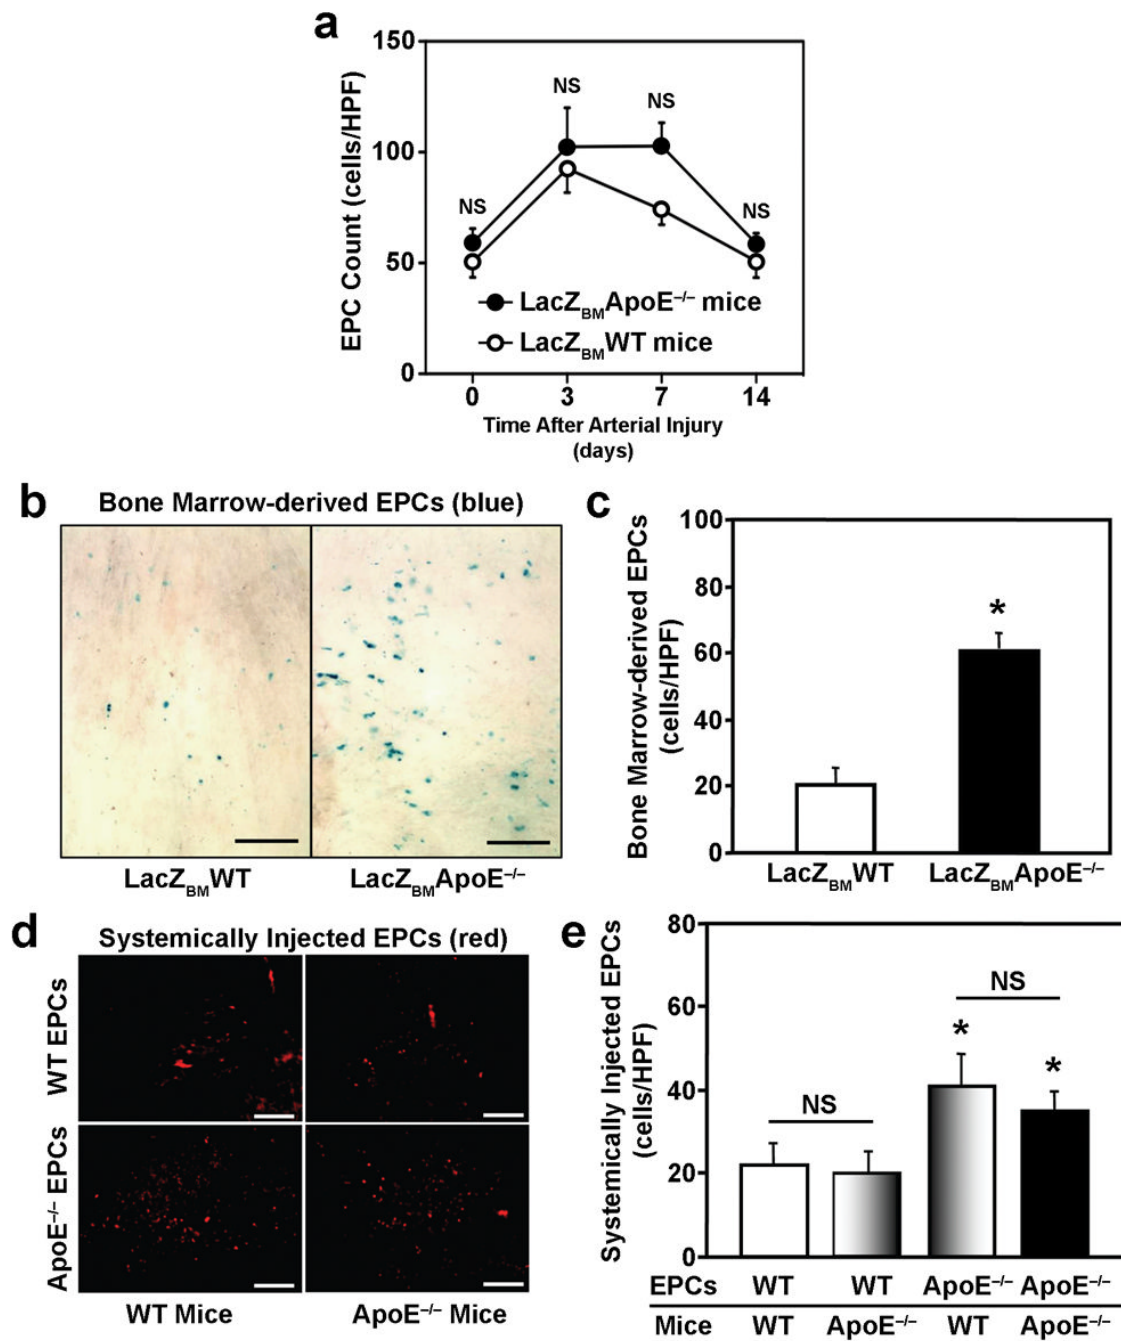 a
150
100
50
0
EPC Count (cells/HPF)
NS
NS
NS
NS
LacZBMApoE–/– mice
LacZBMWT mice
0 3 7 14
Time After Arterial Injury
(days)
b
Bone Marrow-derived EPCs (blue)
LacZBMWT LacZBMApoE–/–
c
Bone Marrow-derived EPCs
(cells/HPF)
100
80
60
40
20
0
*
LacZBMWT LacZBMApoE–/–
d
Systemically Injected EPCs (red)
WT EPCs
ApoE–/– EPCs
WT Mice ApoE–/– Mice
e
Systemically Injected EPCs
(cells/HPF)
80
60
40
20
0
NS
NS
*
*
EPCs WT WT ApoE–/– ApoE–/–
Mice WT ApoE–/– WT ApoE–/–